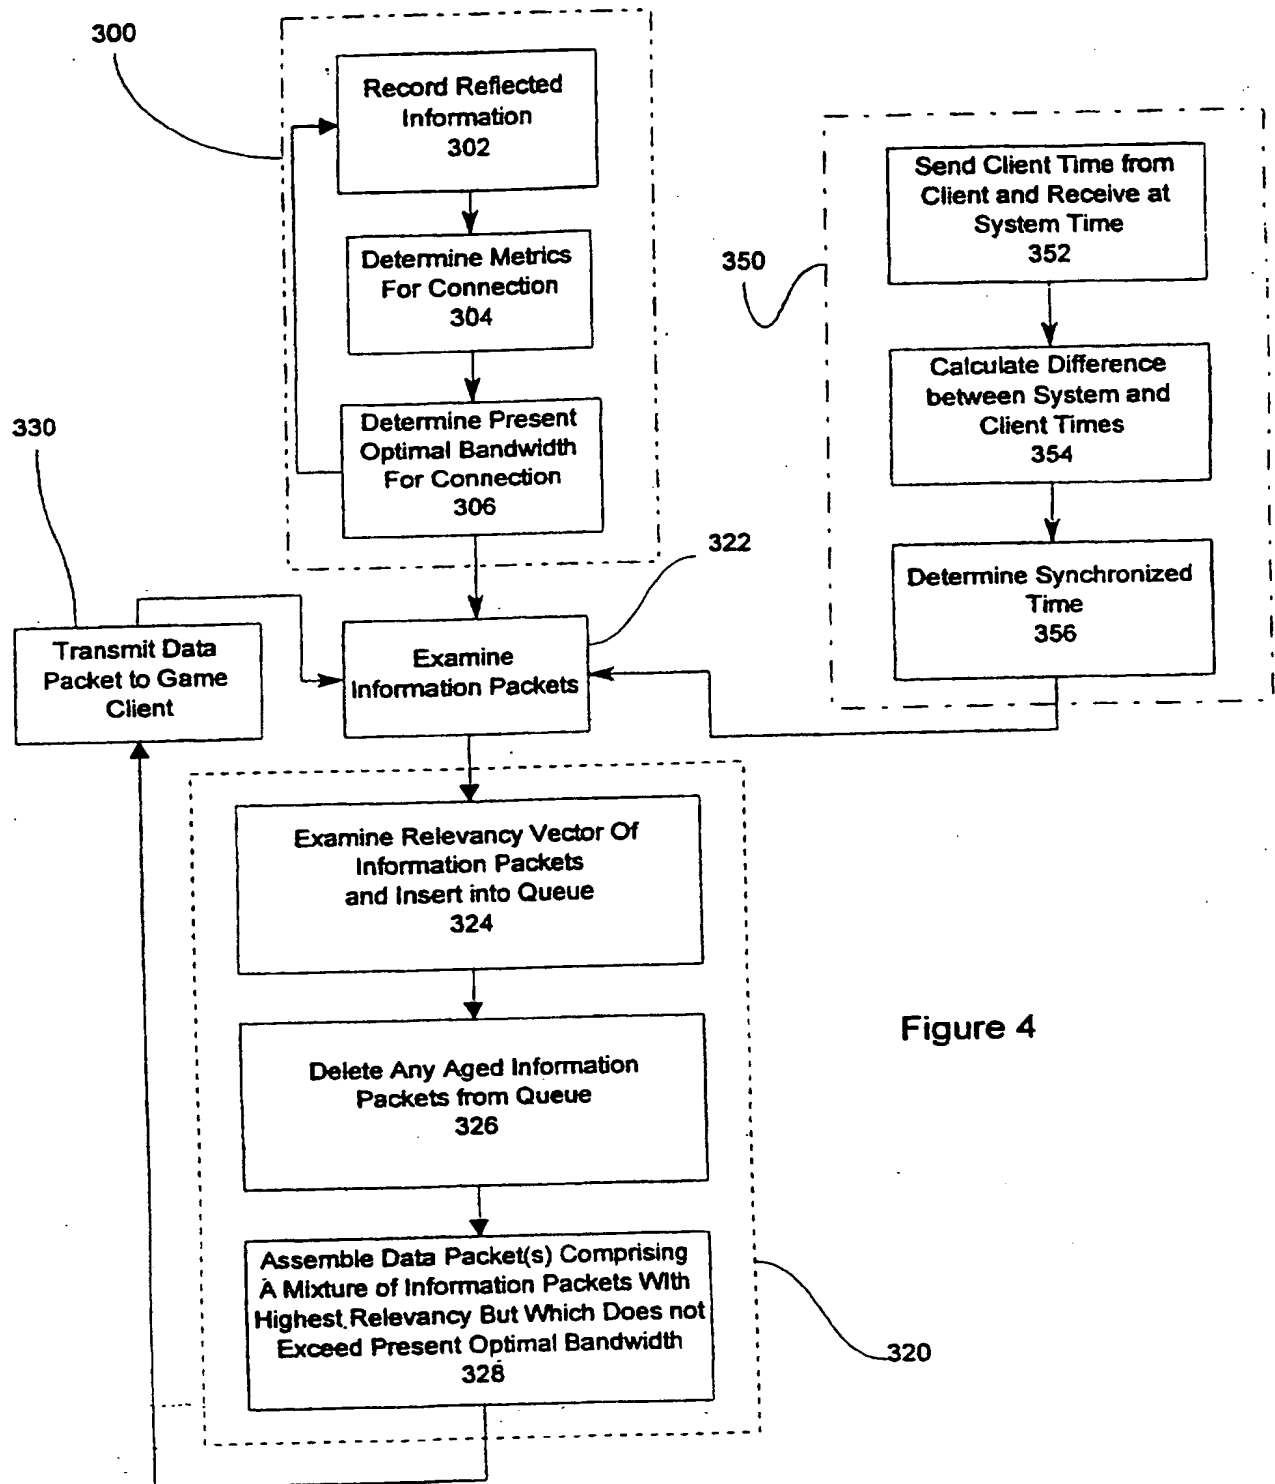 300
Record Reflected
Information
302
Determine Metrics
For Connection
304
Determine Present
Optimal Bandwidth
For Connection
306
350
Send Client Time from
Client and Receive at
System Time
352
Calculate Difference
between System and
Client Times
354
Determine Synchronized
Time
356
330
Transmit Data
Packet to Game
Client
322
Examine
Information Packets
Examine Relevancy Vector Of
Information Packets
and Insert into Queue
324
Delete Any Aged Information
Packets from Queue
326
Assemble Data Packet(s) Comprising
A Mixture of Information Packets With
Highest Relevancy But Which Does not
Exceed Present Optimal Bandwidth
328
320
Figure 4